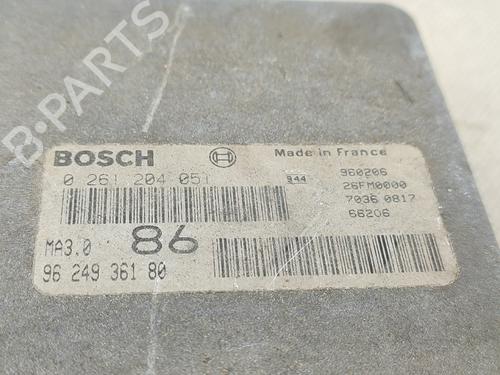 B-PARTS
BOSCH
Made in France
0 261 204 051
944
960206
26FM0000
7036 0817
66206
MA3.0
86
96 249 361 80